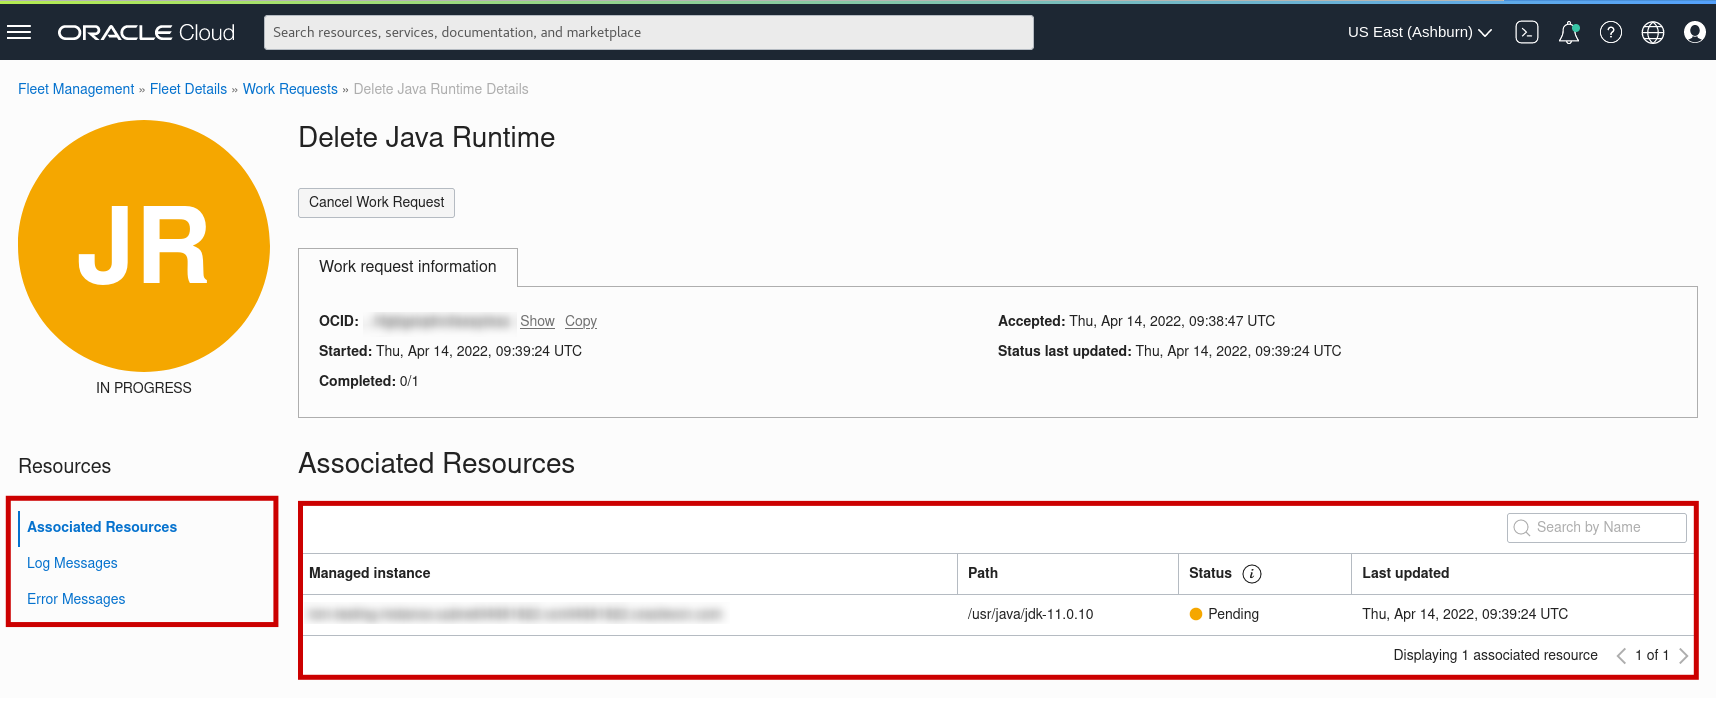 ORACLE Cloud
Search resources, services, documentation, and marketplace
US East (Ashburn)
Fleet Management » Fleet Details » Work Requests » Delete Java Runtime Details
JR
IN PROGRESS
Delete Java Runtime
Cancel Work Request
Work request information
OCID: Show Copy
Accepted: Thu, Apr 14, 2022, 09:38:47 UTC
Started: Thu, Apr 14, 2022, 09:39:24 UTC
Status last updated: Thu, Apr 14, 2022, 09:39:24 UTC
Completed: 0/1
Resources
Associated Resources
Log Messages
Error Messages
Associated Resources
Search by Name
Managed instance Path Status i Last updated
/usr/java/jdk-11.0.10 Pending Thu, Apr 14, 2022, 09:39:24 UTC
Displaying 1 associated resource 1 of 1